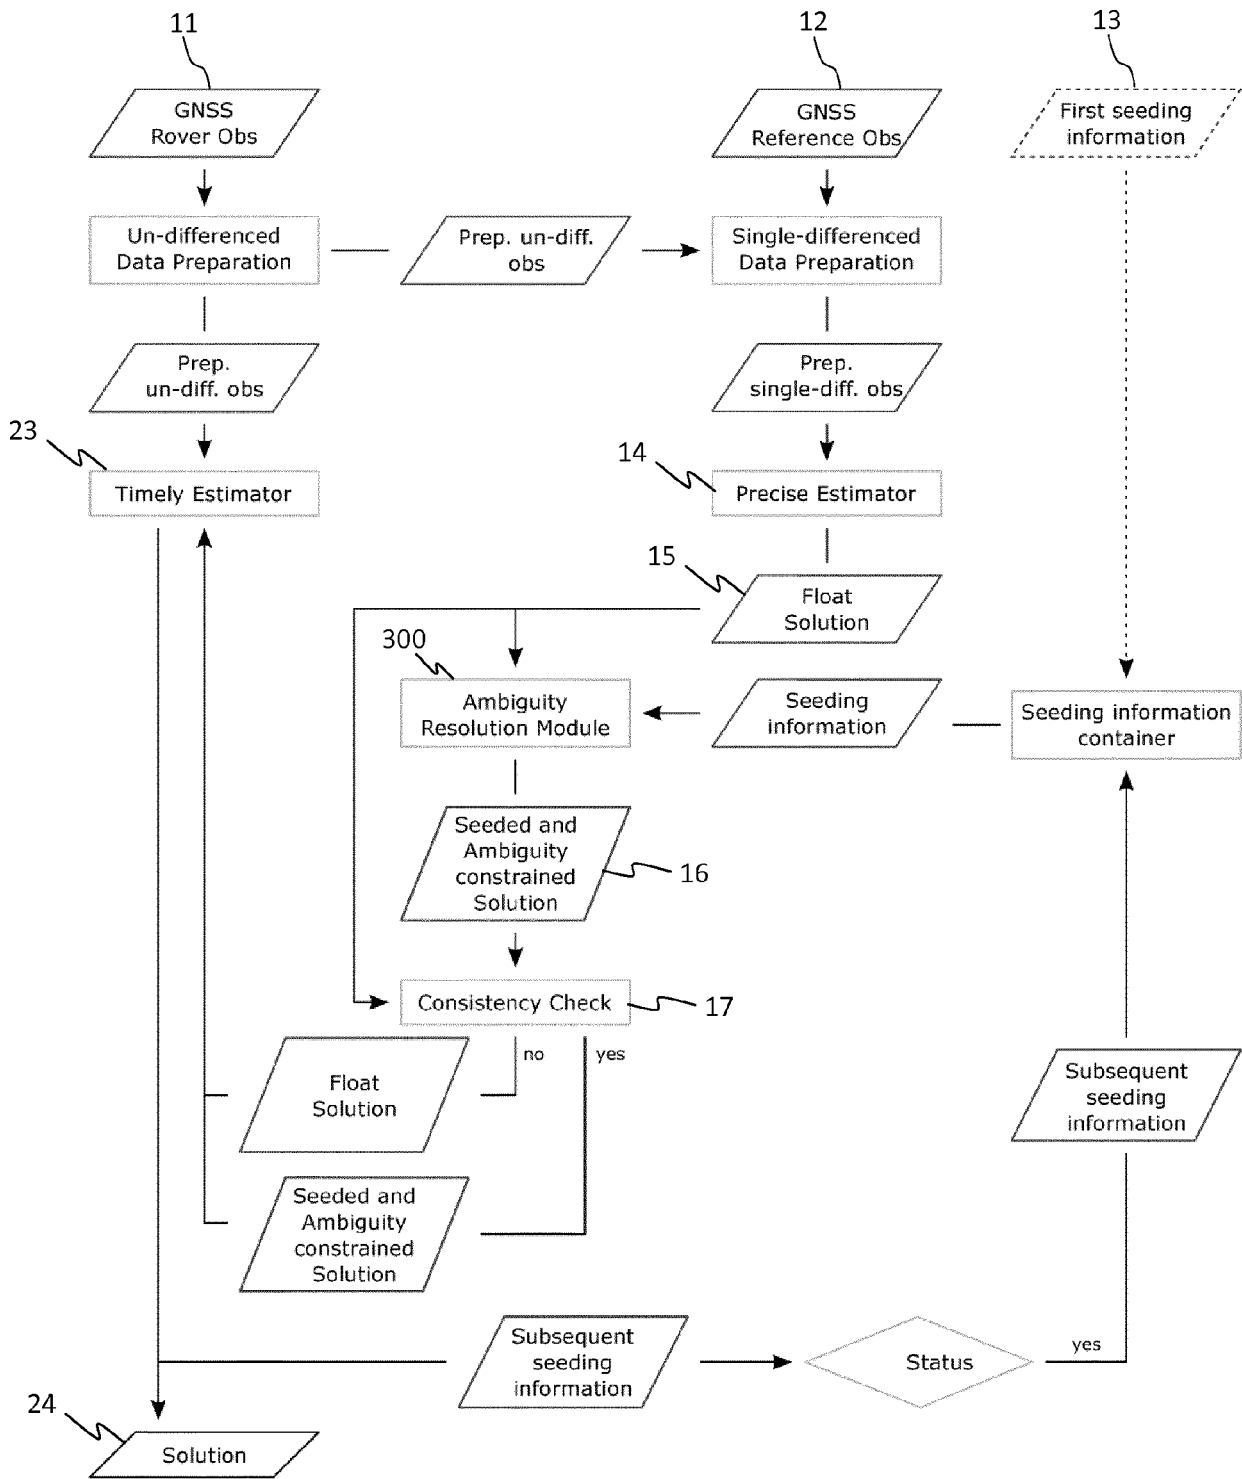 11
12
13
GNSS
Rover Obs
GNSS
Reference Obs
First seeding
information
Un-differenced
Data Preparation
Prep. un-diff.
obs
Single-differenced
Data Preparation
Prep.
un-diff. obs
Prep.
single-diff. obs
23
Timely Estimator
14
Precise Estimator
15
Float
Solution
300
Ambiguity
Resolution Module
Seeding
information
Seeding information
container
Seeded and
Ambiguity
constrained
Solution
16
Consistency Check
17
no
yes
Float
Solution
Subsequent
seeding
information
Seeded and
Ambiguity
constrained
Solution
Subsequent
seeding
information
Status
yes
24
Solution